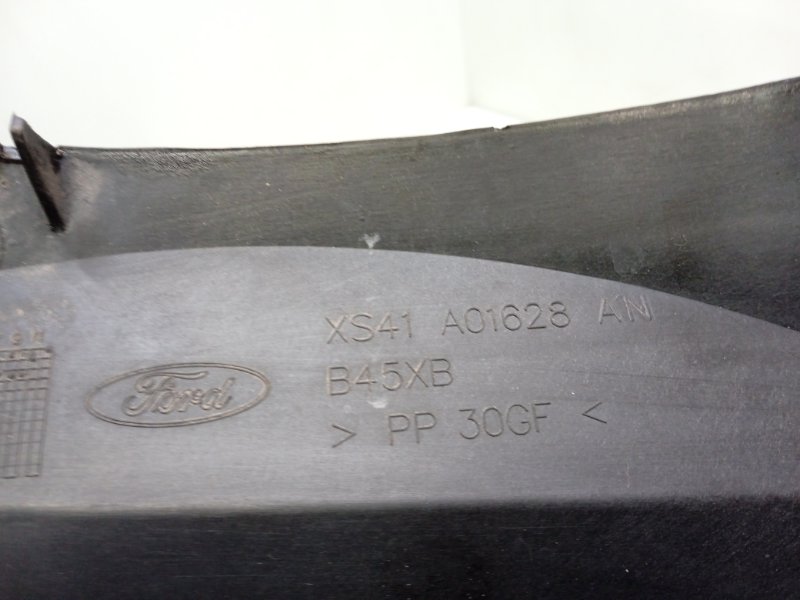 XS41 A01628 AN
B45XB
> PP 30GF <
Ford